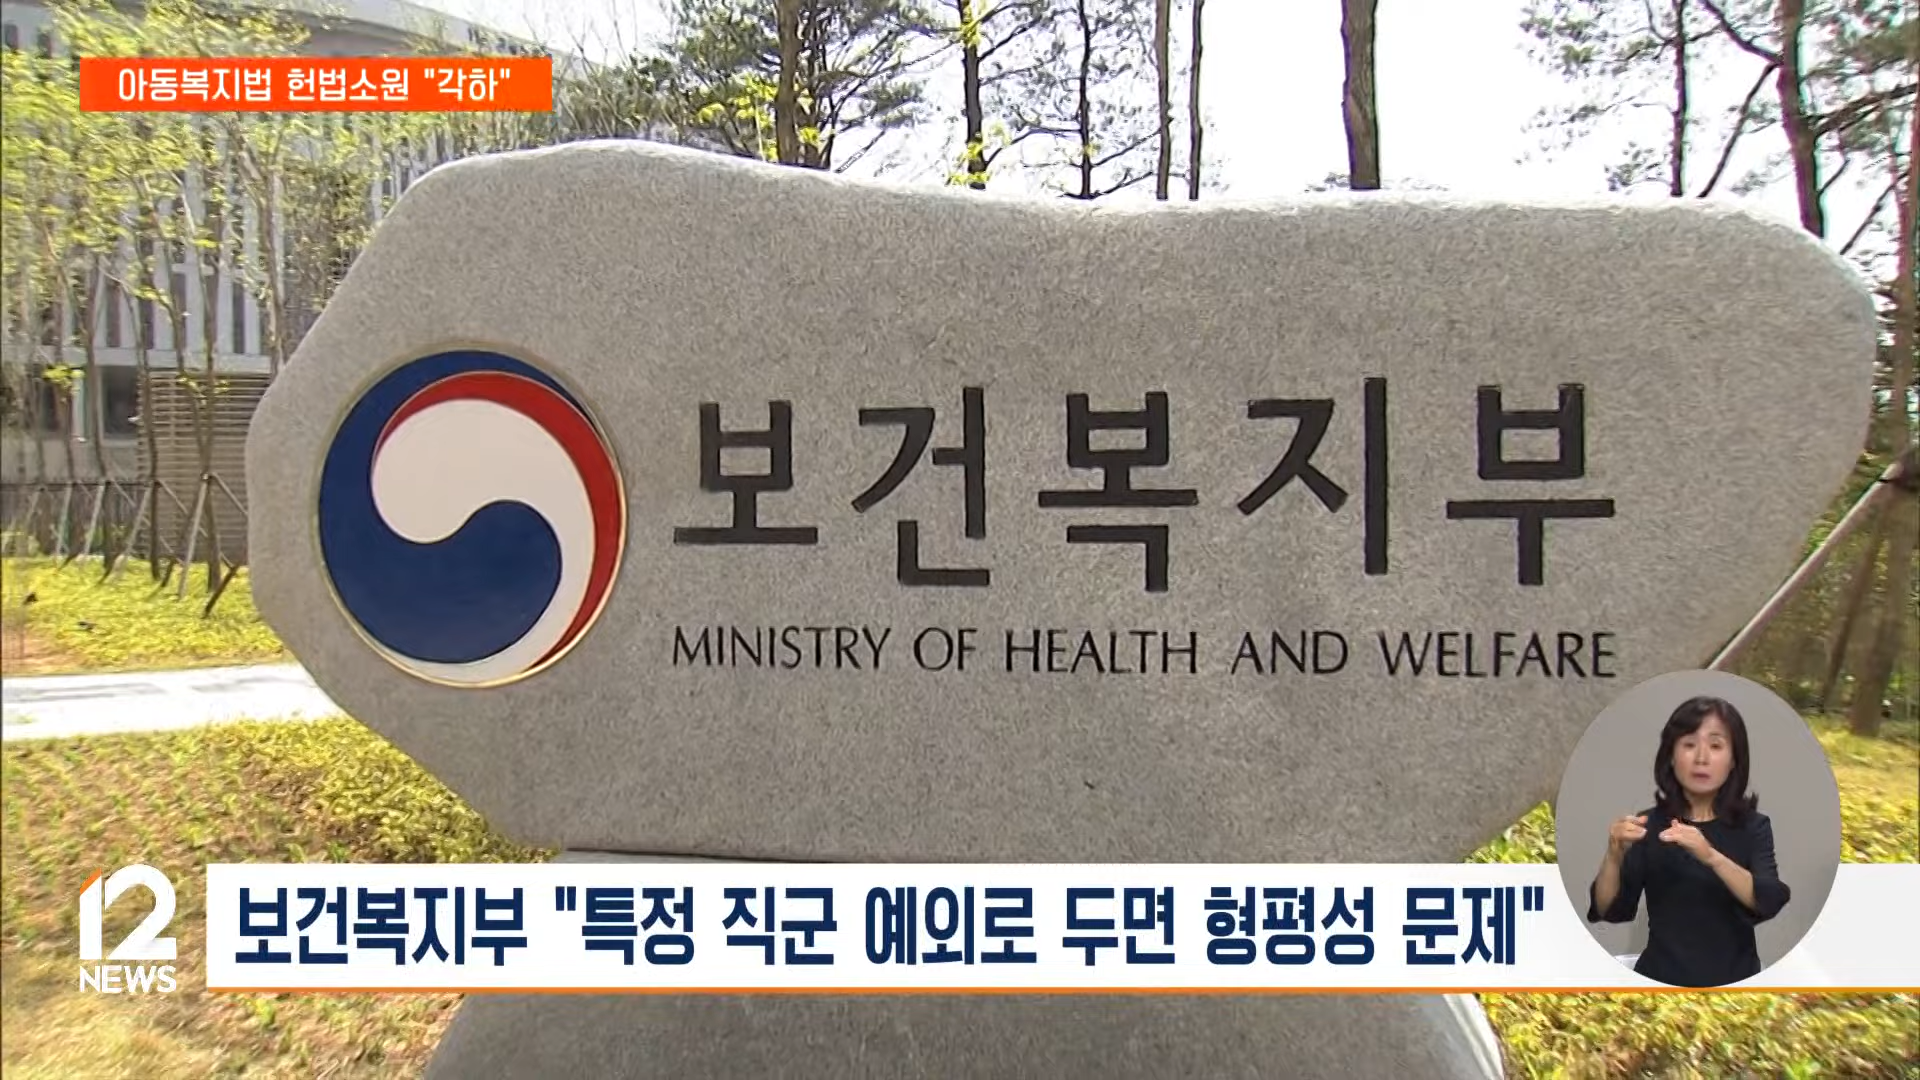 아동복지법 헌법소원 "각하"
보건복지부
MINISTRY OF HEALTH AND WELFARE
12
NEWS
보건복지부 "특정 직군 예외로 두면 형평성 문제"